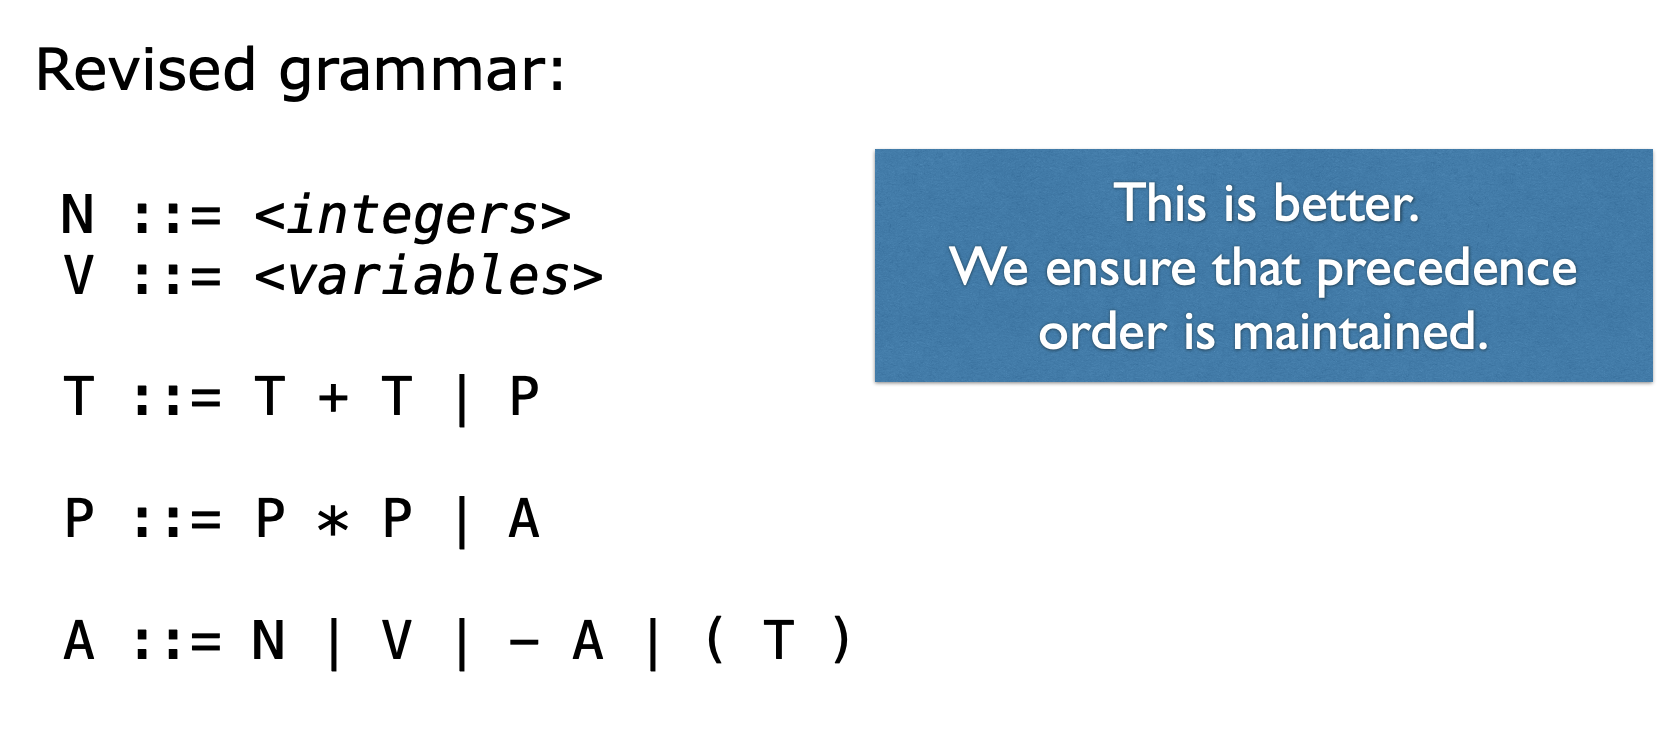 Revised grammar:
N ::= <integers>
V ::= <variables>
T ::= T + T | P
P ::= P * P | A
A ::= N | V | – A | ( T )
This is better.
We ensure that precedence
order is maintained.